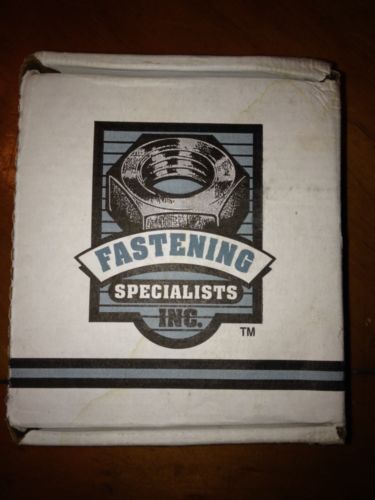 FASTENING
SPECIALISTS
INC.
TM